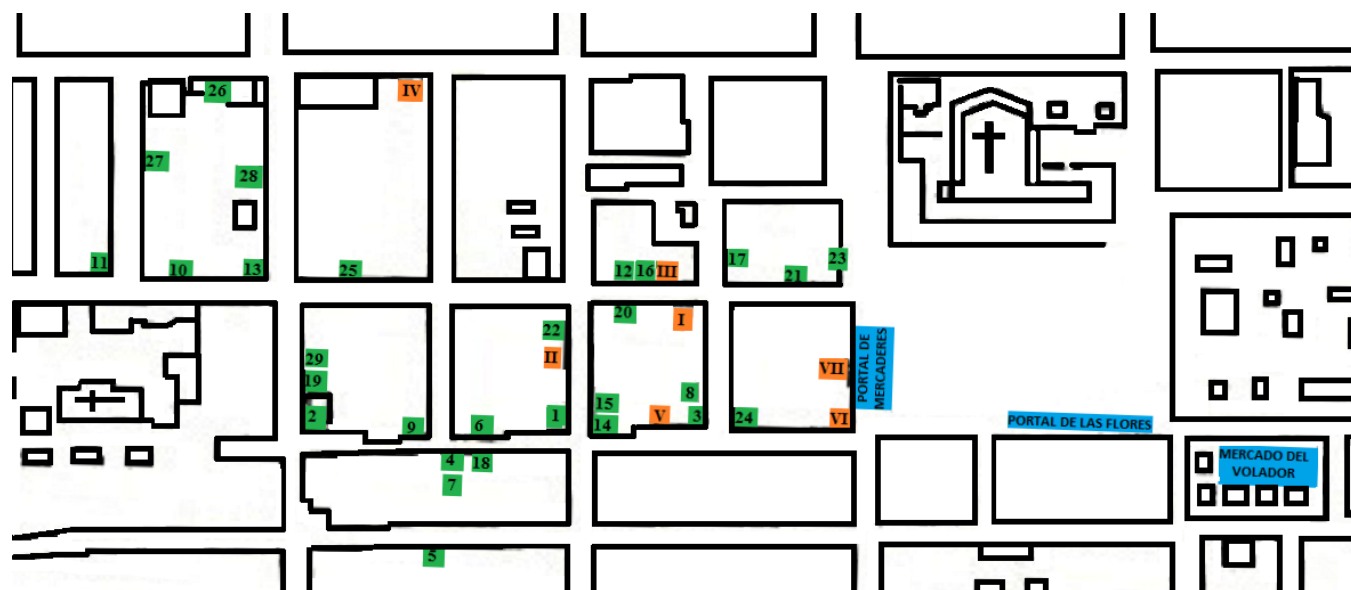 26
IV
27
28
11
10
13
25
12
16
III
17
21
23
29
19
2
9
22
II
6
1
20
I
15
14
8
V
3
24
VII
VI
PORTAL DE
MERCADERES
PORTAL DE LAS FLORES
MERCADO DEL
VOLADOR
4
18
7
5